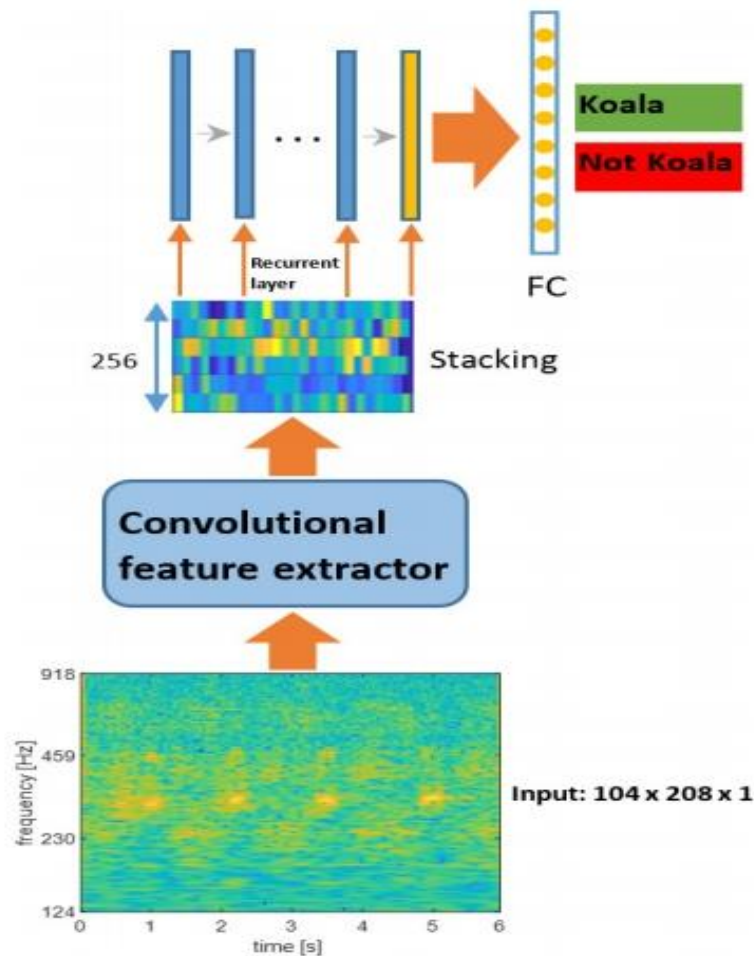 Koala
Not Koala
. . .
Recurrent
layer
FC
256
Stacking
Convolutional
feature extractor
918
459
230
124
frequency [Hz]
Input: 104 x 208 x 1
0 1 2 3 4 5 6
time [s]